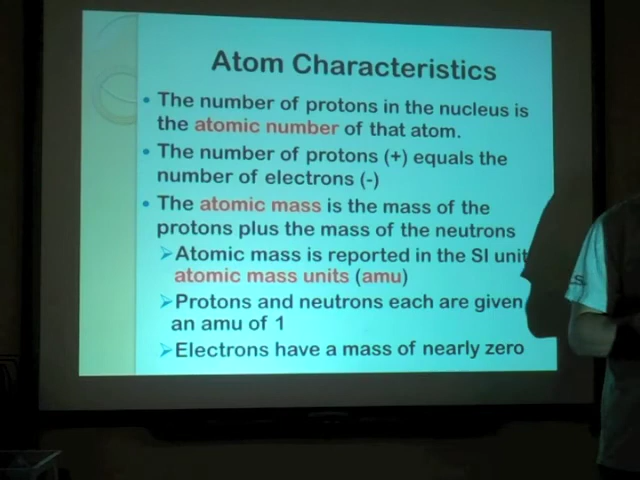 Atom Characteristics
• The number of protons in the nucleus is
the atomic number of that atom.
• The number of protons (+) equals the
number of electrons (-)
• The atomic mass is the mass of the
protons plus the mass of the neutrons
➢Atomic mass is reported in the SI unit
atomic mass units (amu)
➢Protons and neutrons each are given
an amu of 1
➢Electrons have a mass of nearly zero